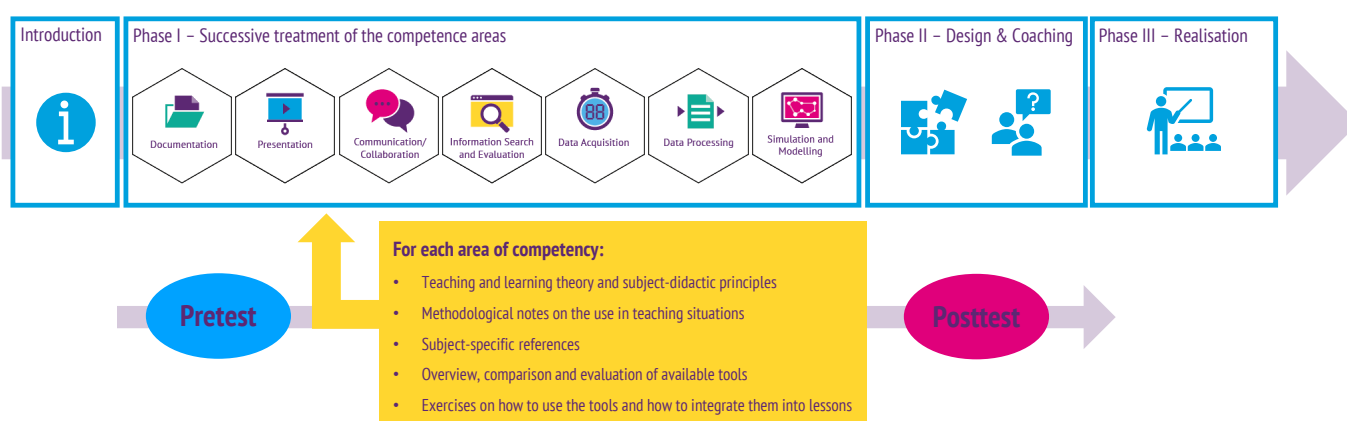 Introduction
Phase I – Successive treatment of the competence areas
Phase II – Design & Coaching
Phase III – Realisation
Documentation
Presentation
Communication/
Collaboration
Information Search
and Evaluation
88
Data Acquisition
Data Processing
Simulation and
Modelling
?
For each area of competency:
• Teaching and learning theory and subject-didactic principles
• Methodological notes on the use in teaching situations
• Subject-specific references
• Overview, comparison and evaluation of available tools
• Exercises on how to use the tools and how to integrate them into lessons
Pretest
Posttest